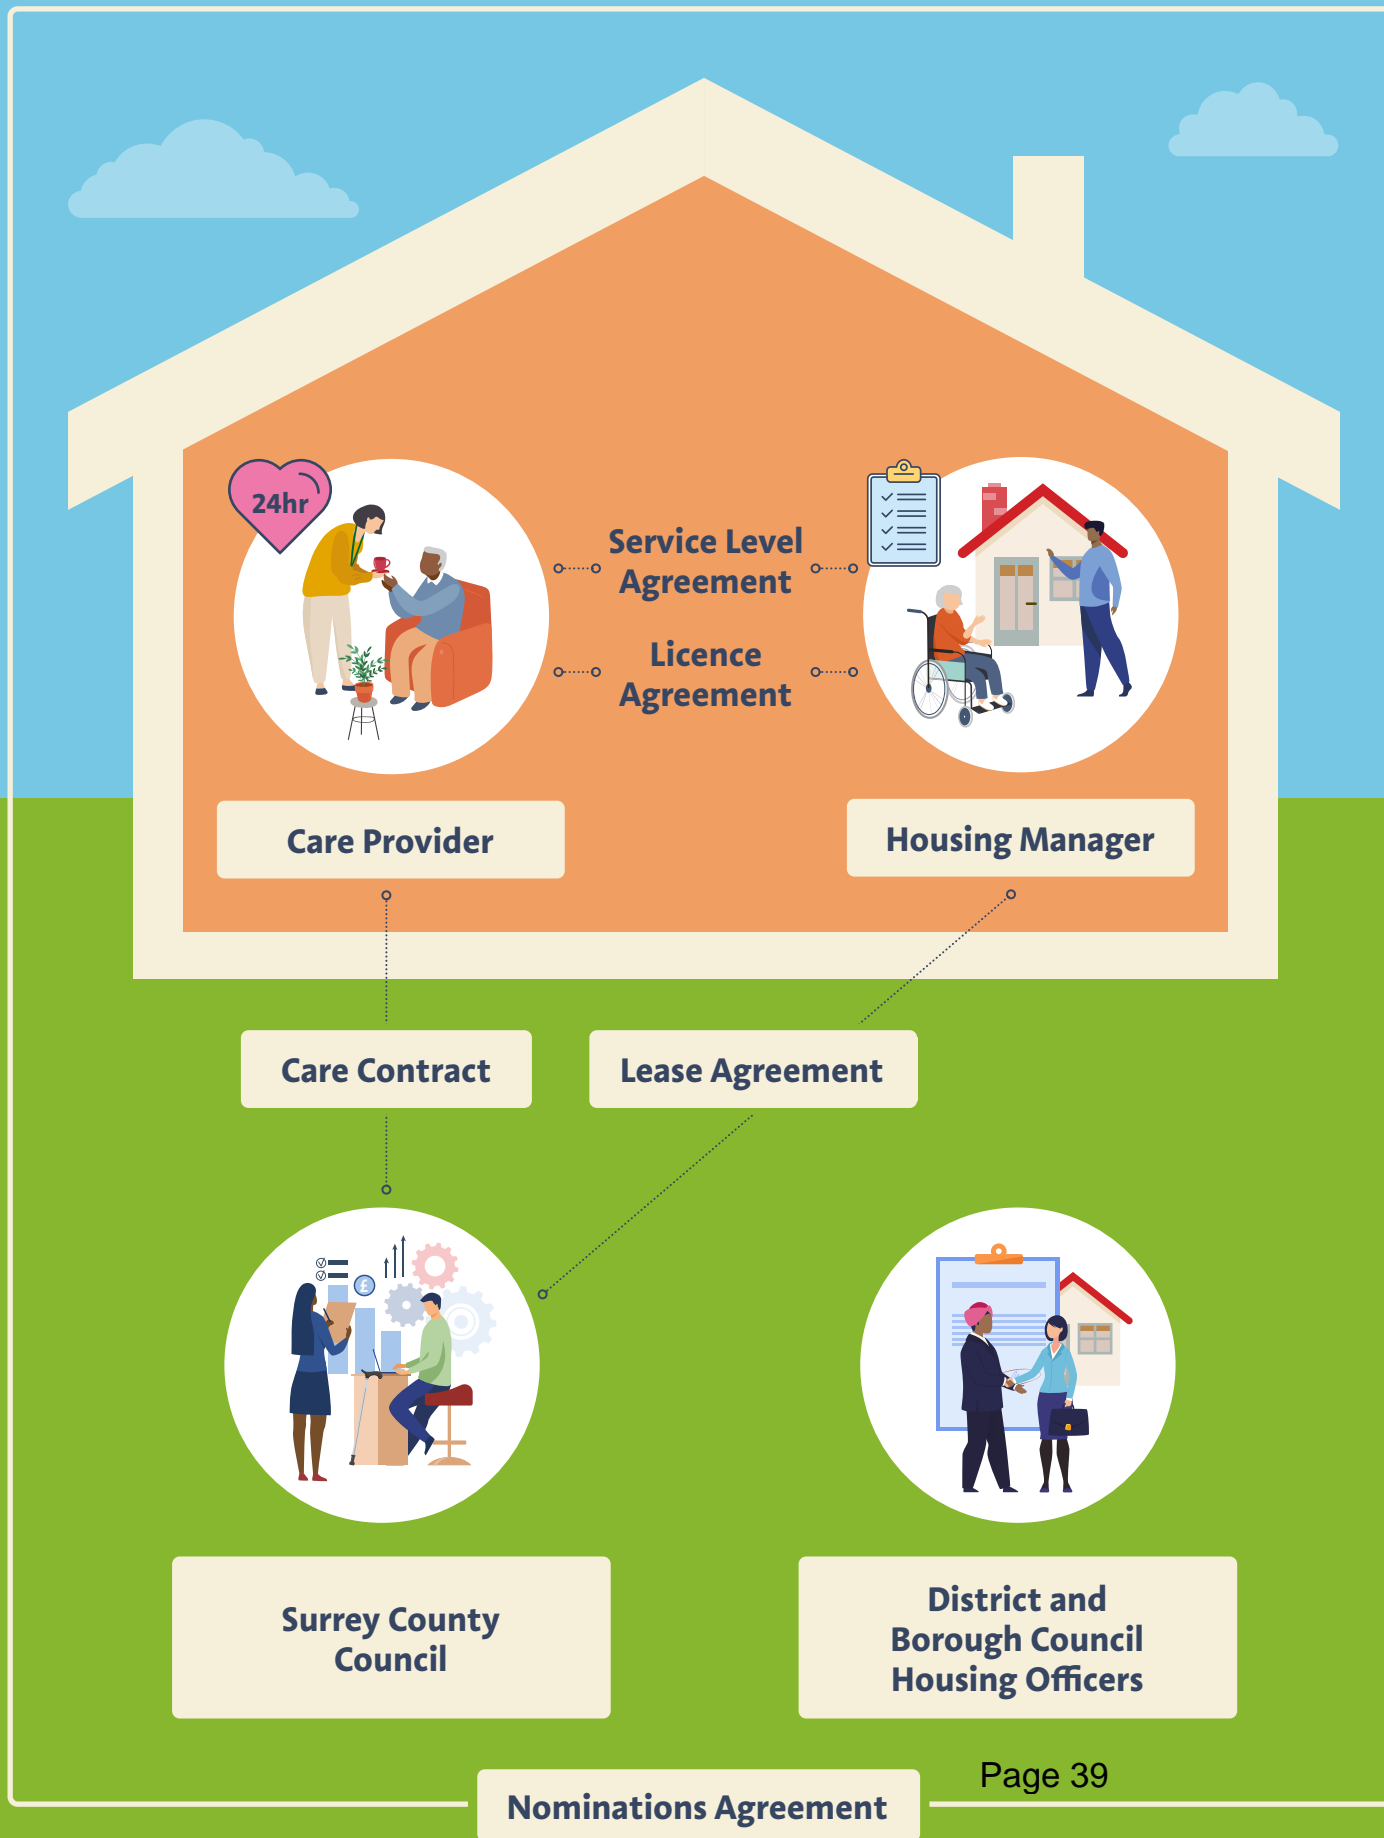 24hr
Service Level
Agreement
Licence
Agreement
Care Provider
Housing Manager
Care Contract
Lease Agreement
£
Surrey County
Council
District and
Borough Council
Housing Officers
Page 39
Nominations Agreement